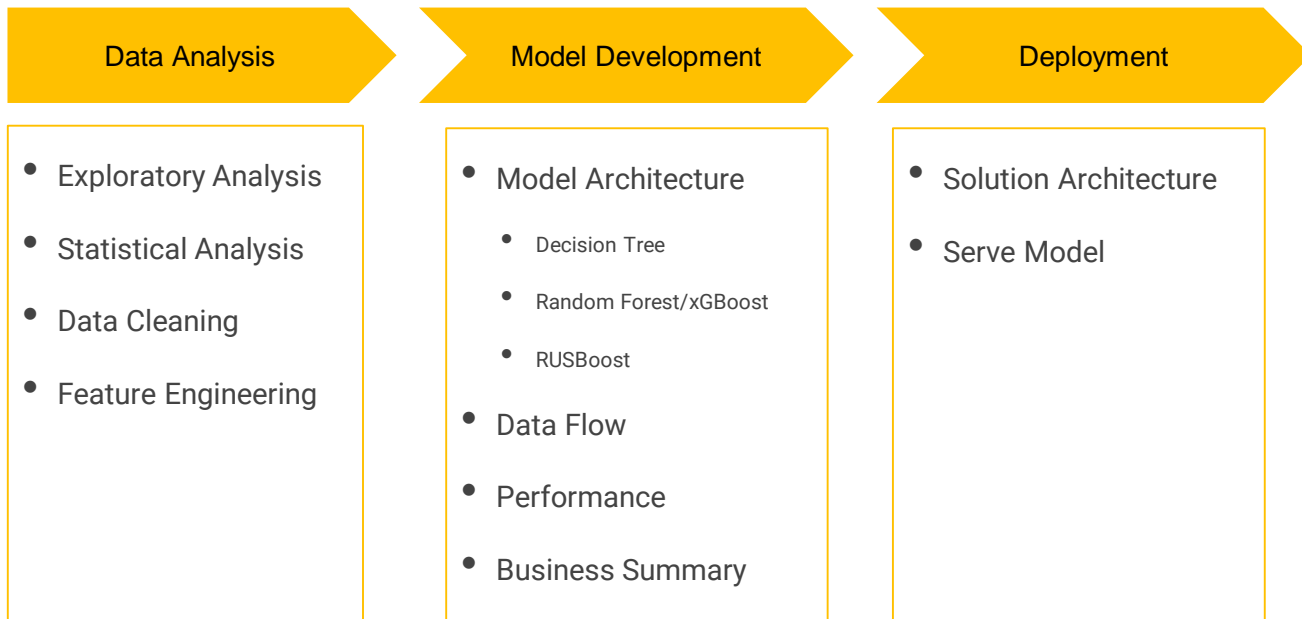 Data Analysis
Exploratory Analysis
Statistical Analysis
Data Cleaning
Feature Engineering
Model Development
Model Architecture
Decision Tree
Random Forest/xGBoost
RUSBoost
Data Flow
Performance
Business Summary
Deployment
Solution Architecture
Serve Model